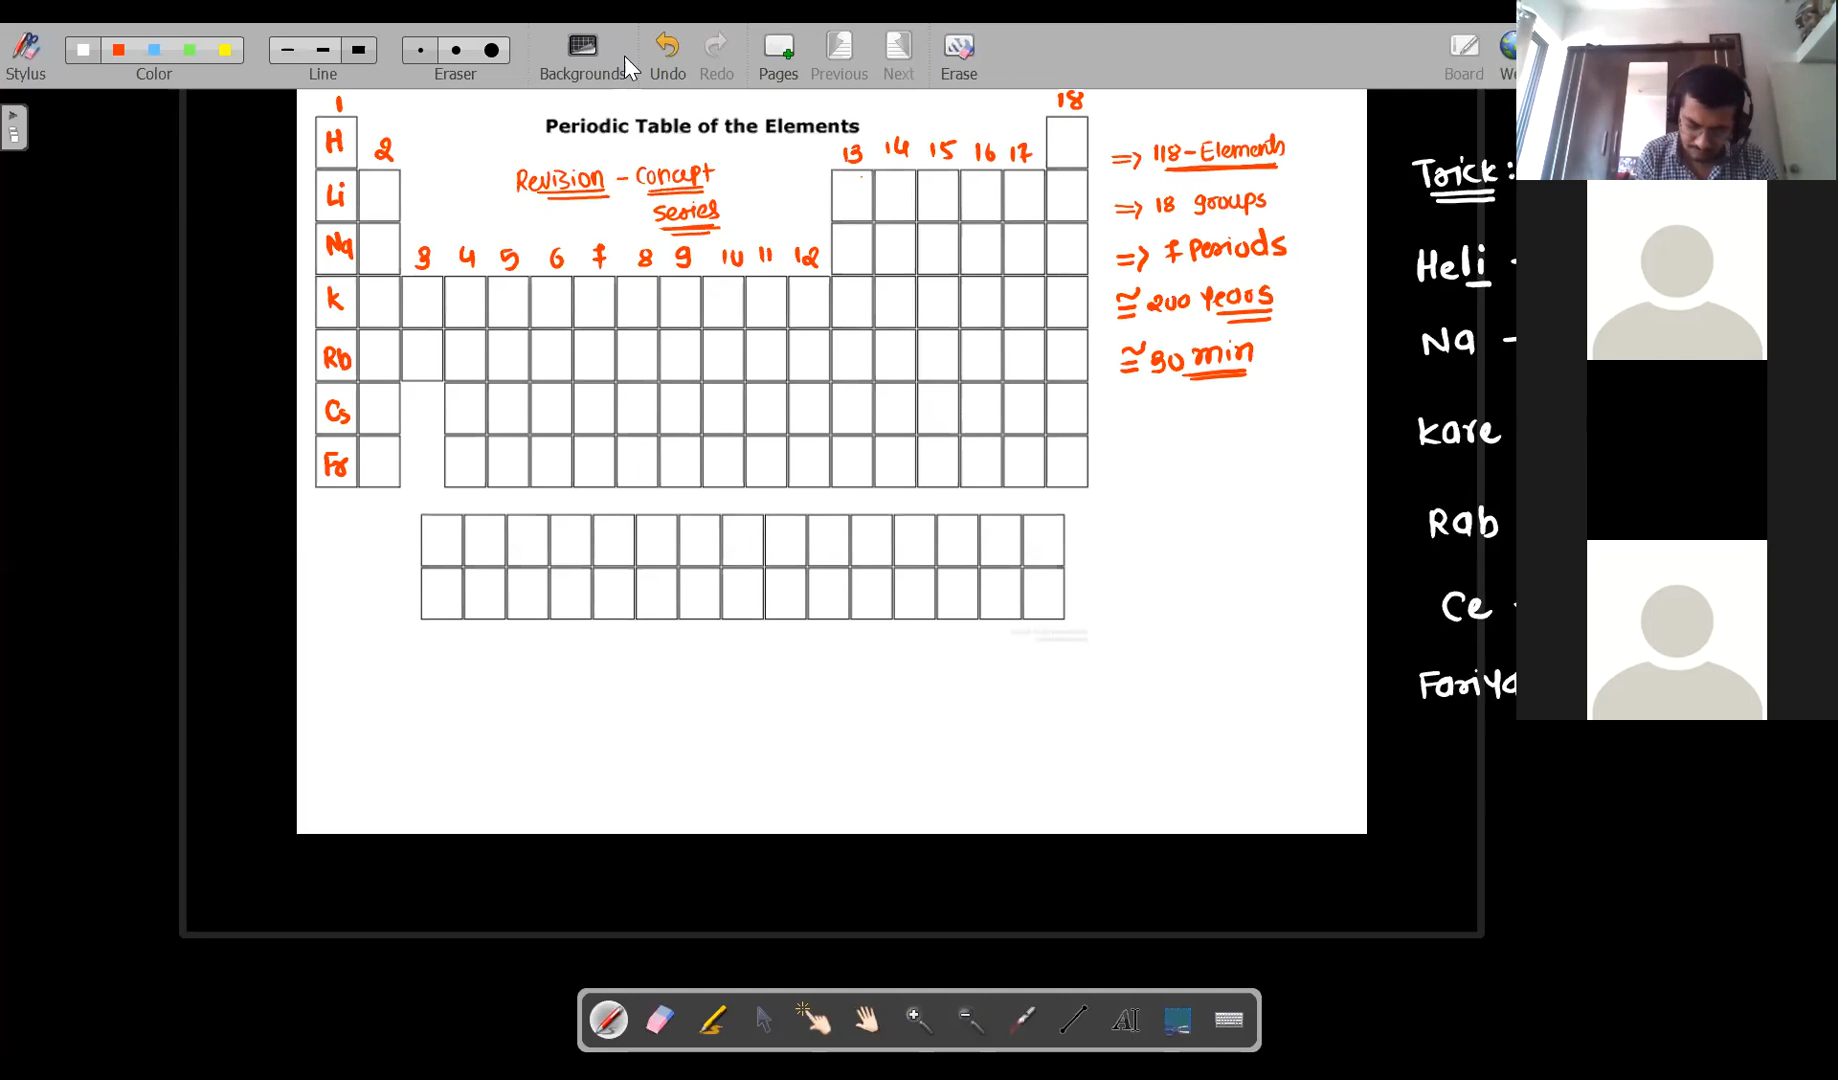 Stylus
Color
Line
Eraser
Backgrounds
Undo
Redo
Pages
Previous
Next
Erase
Board
We
1
18
H
Periodic Table of the Elements
2
13 14 15 16 17
⇒ 118-Elements
Trick:
Li
Revision - Concept
series
⇒ 18 groups
Na
3 4 5 6 7 8 9 10 11 12
⇒ 7 Periods
Heli -
K
≅ 200 years
Na -
Rb
≅ 90 min
Kare
Cs
Fr
Rab
Ce -
Fariya